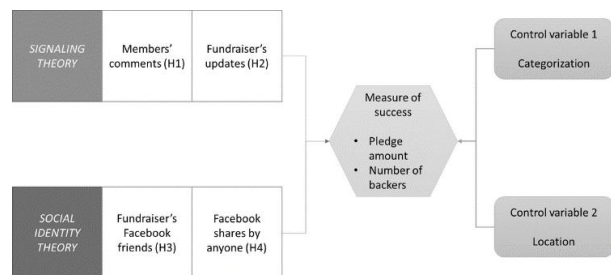 SIGNALING
THEORY
Members'
comments (H1)
Fundraiser's
updates (H2)
Control variable 1
Categorization
Measure of
success
• Pledge
amount
• Number of
backers
SOCIAL
IDENTITY
THEORY
Fundraiser's
Facebook
friends (H3)
Facebook
shares by
anyone (H4)
Control variable 2
Location